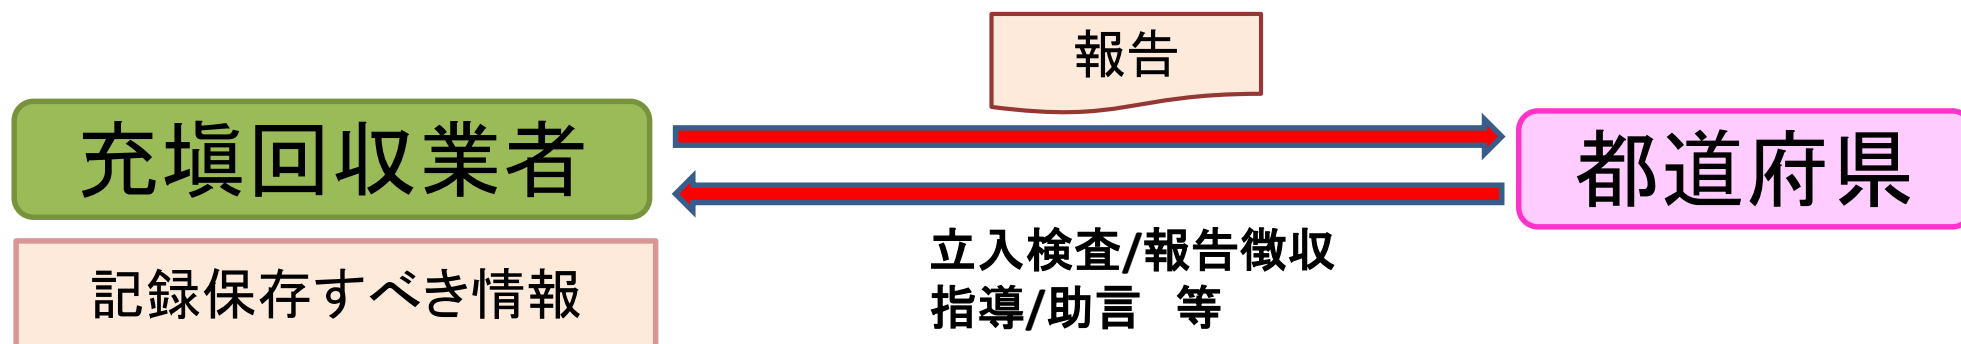 報告
充塡回収業者
都道府県
立入検査/報告徴収
指導/助言　等
記録保存すべき情報